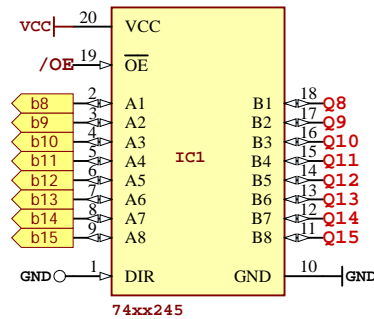 VCC 20 VCC
/OE 19 OE
b8 2 A1 B1 18 Q8
b9 3 A2 B2 17 Q9
b10 4 A3 B3 16 Q10
b11 5 A4 B4 15 Q11
IC1
b12 6 A5 B5 14 Q12
b13 7 A6 B6 13 Q13
b14 8 A7 B7 12 Q14
b15 9 A8 B8 11 Q15
GND 1 DIR GND 10 GND
74xx245